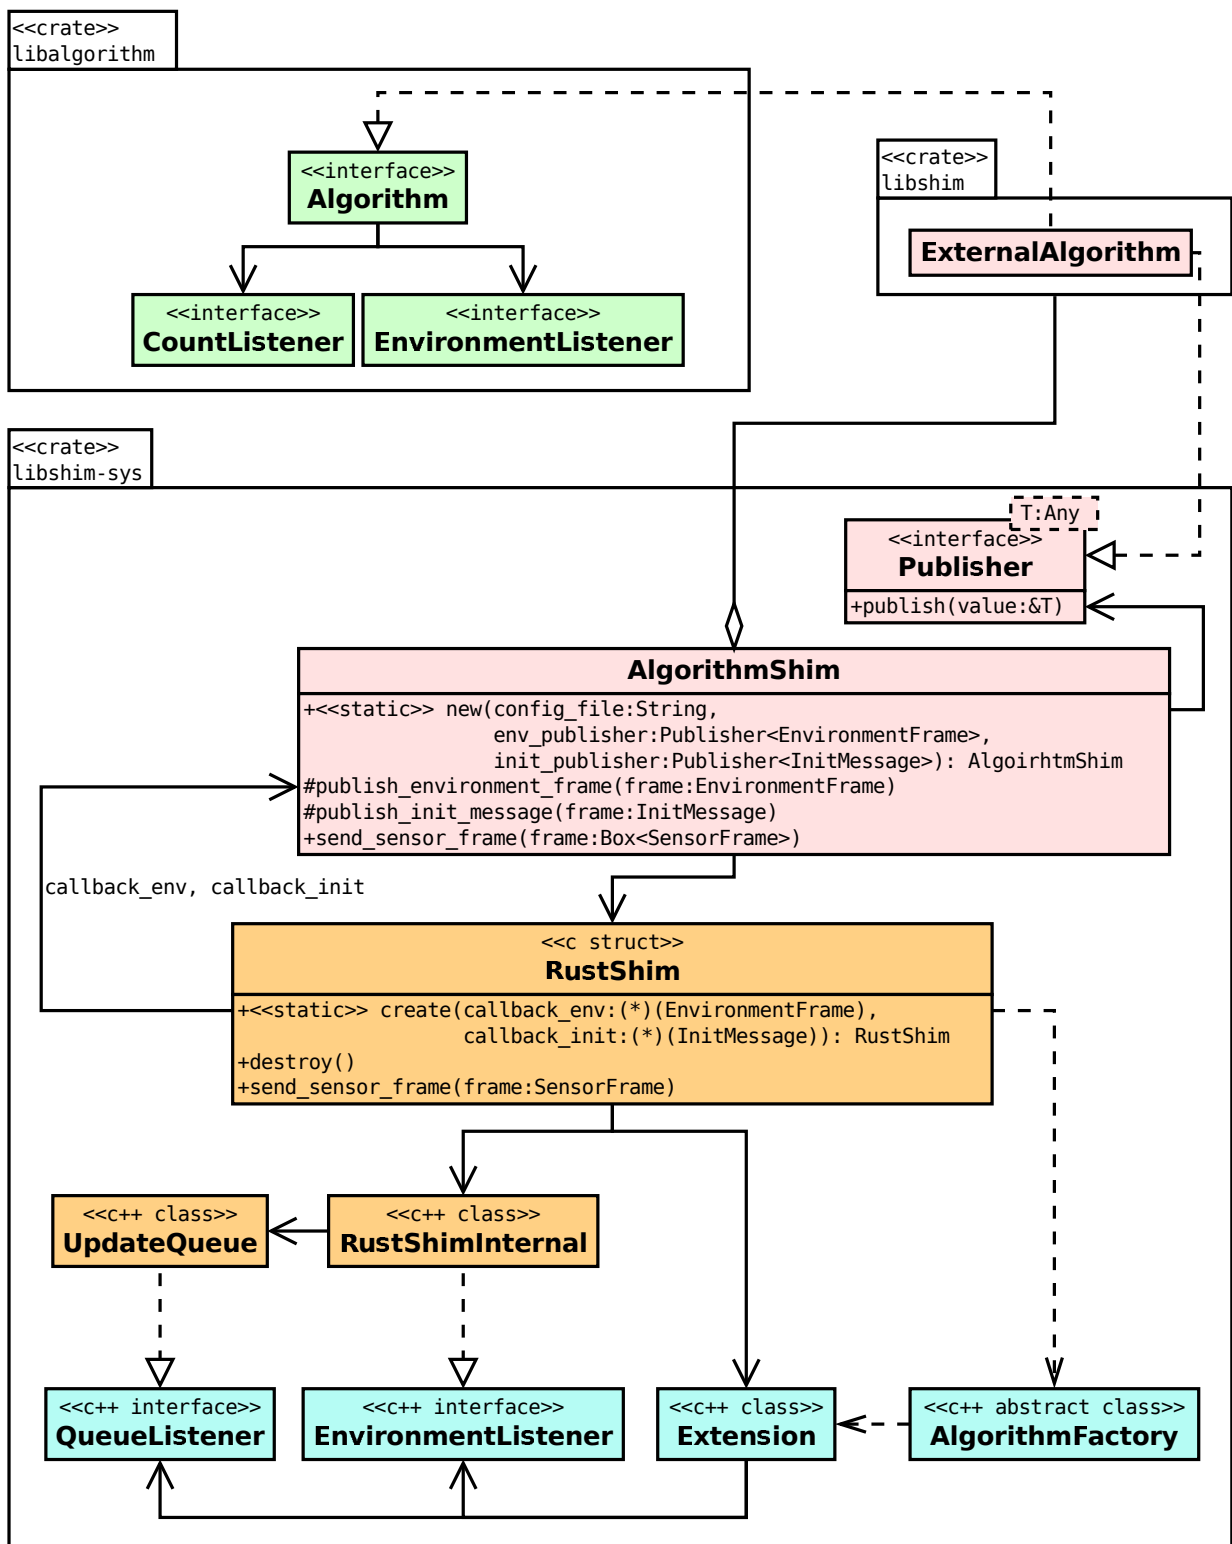 <<crate>>
libalgorithm
<<interface>>
Algorithm
<<interface>>
CountListener
<<interface>>
EnvironmentListener
<<crate>>
libshim
ExternalAlgorithm
<<crate>>
libshim-sys
T:Any
<<interface>>
Publisher
+publish(value:&T)
AlgorithmShim
+<<static>> new(config_file:String,
env_publisher:Publisher<EnvironmentFrame>,
init_publisher:Publisher<InitMessage>): AlgoirhtmShim
#publish_environment_frame(frame:EnvironmentFrame)
#publish_init_message(frame:InitMessage)
+send_sensor_frame(frame:Box<SensorFrame>)
callback_env, callback_init
<<c struct>>
RustShim
+<<static>> create(callback_env:(*)(EnvironmentFrame),
callback_init:(*)(InitMessage)): RustShim
+destroy()
+send_sensor_frame(frame:SensorFrame)
<<c++ class>>
UpdateQueue
<<c++ class>>
RustShimInternal
<<c++ interface>>
QueueListener
<<c++ interface>>
EnvironmentListener
<<c++ class>>
Extension
<<c++ abstract class>>
AlgorithmFactory